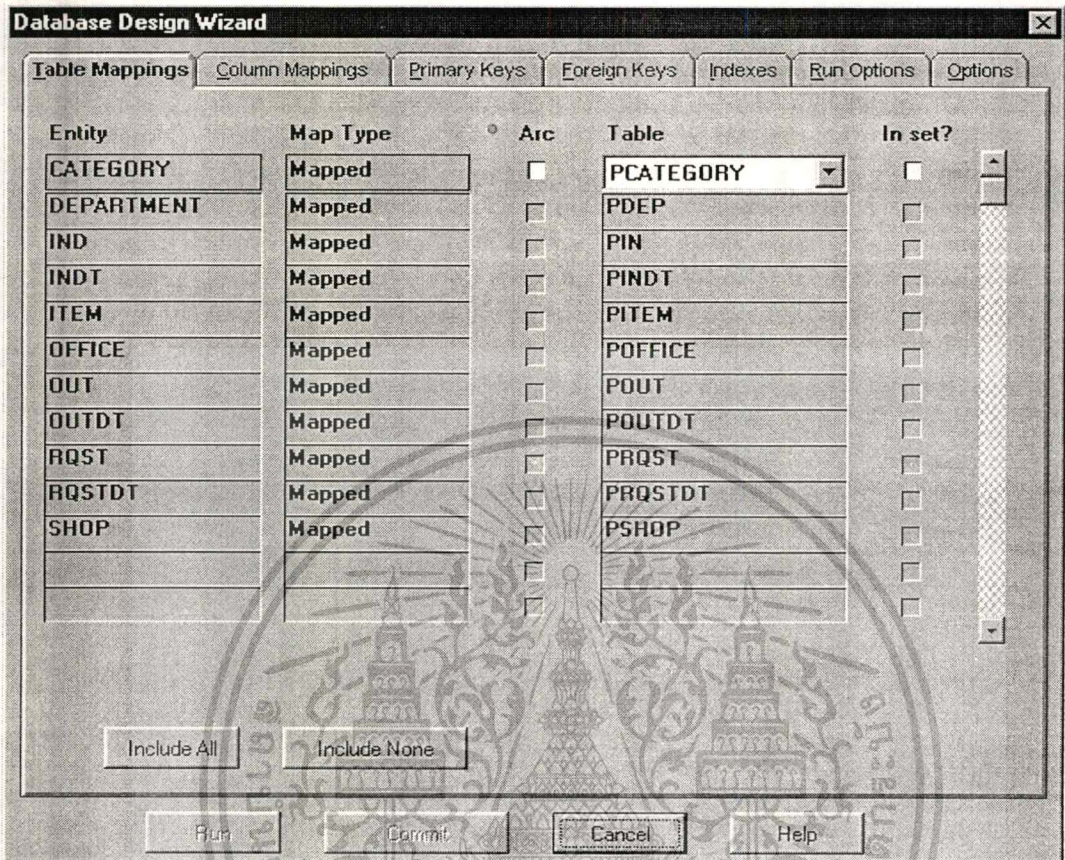 Database Design Wizard
Table Mappings Column Mappings Primary Keys Foreign Keys Indexes Run Options Options
Entity Map Type Arc Table In set?
CATEGORY Mapped PCATEGORY
DEPARTMENT Mapped PDEP
IND Mapped PIN
INDT Mapped PINDT
ITEM Mapped PITEM
OFFICE Mapped POFFICE
OUT Mapped POUT
OUTDT Mapped POUTDT
RQST Mapped PRQST
RQSTDT Mapped PRQSTDT
SHOP Mapped PSHOP
Include All Include None
Run Commit Cancel Help